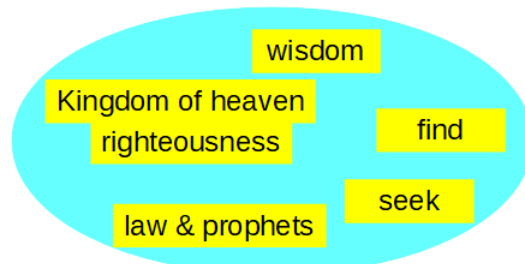 wisdom
Kingdom of heaven
righteousness
find
seek
law & prophets